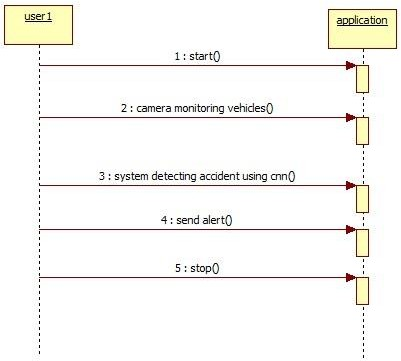 user1
application
1 : start()
2 : camera monitoring vehicles()
3 : system detecting accident using cnn()
4 : send alert()
5 : stop()